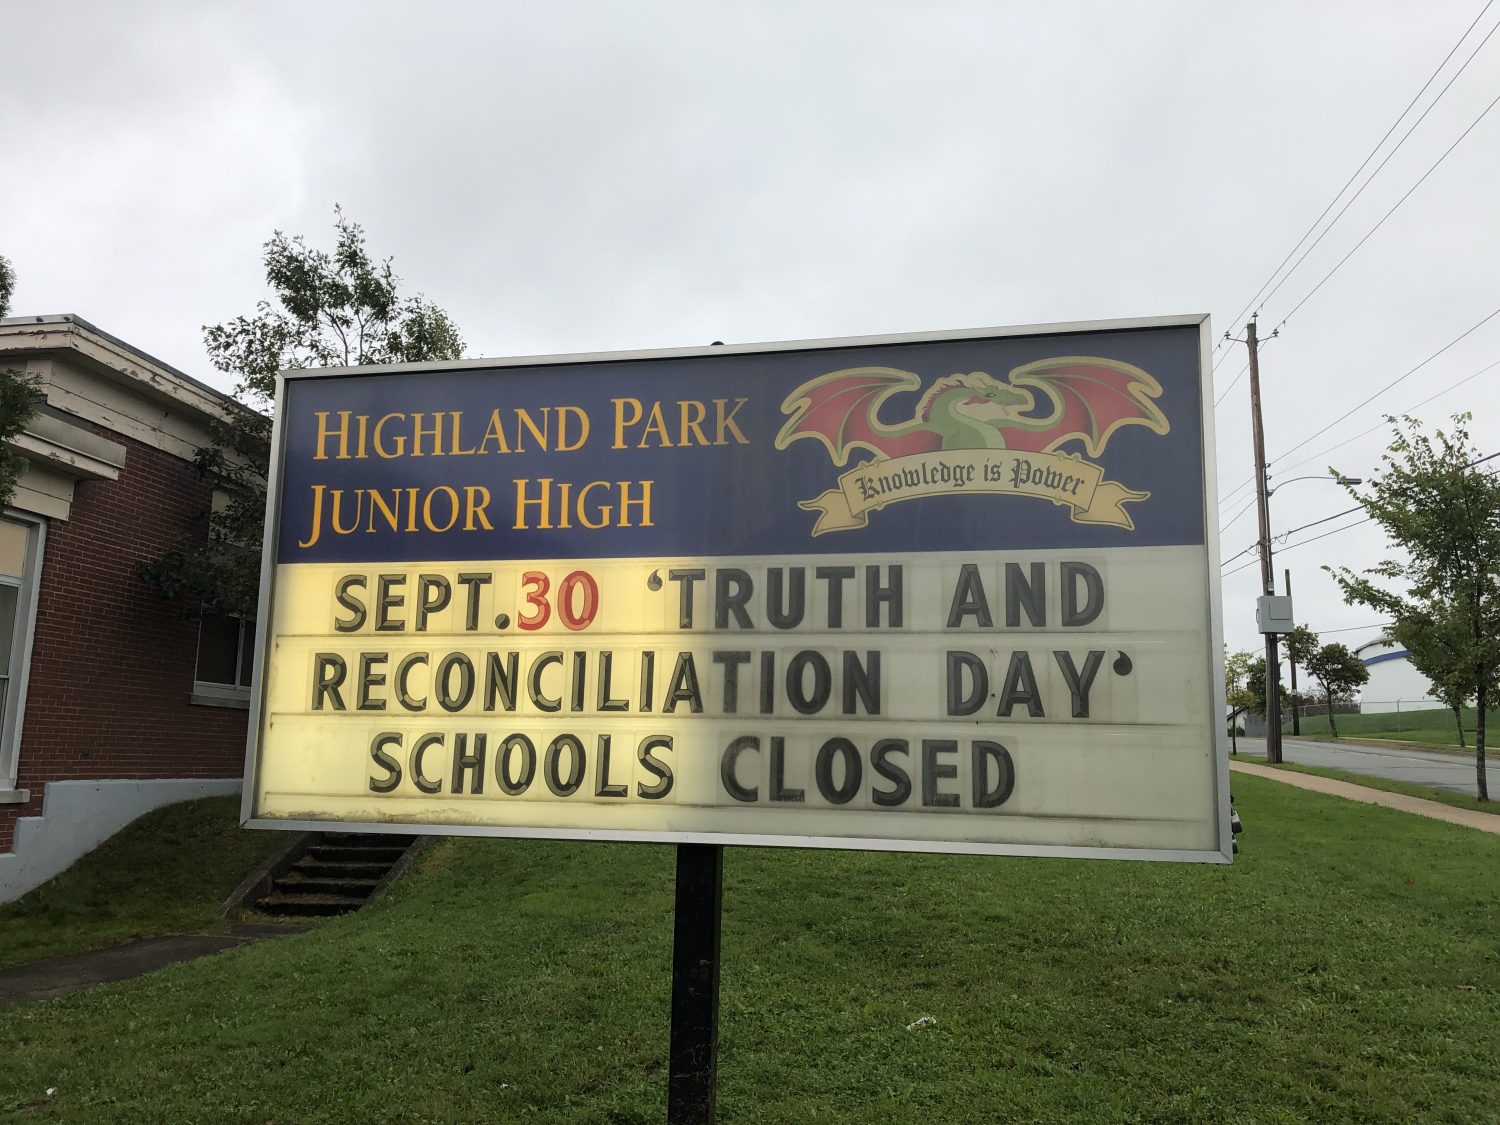 HIGHLAND PARK
JUNIOR HIGH
Knowledge is Power
SEPT. 30 ‘TRUTH AND
RECONCILIATION DAY’
SCHOOLS CLOSED